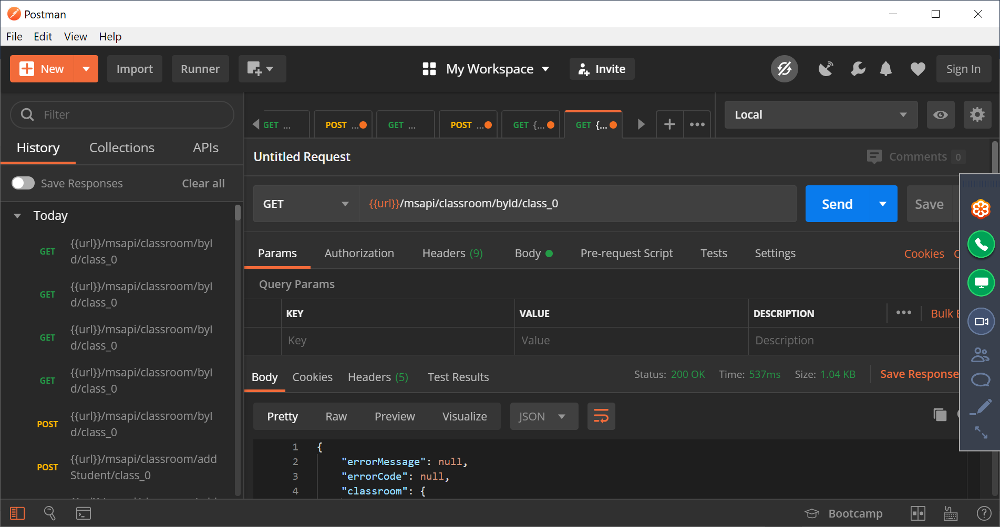 Postman
File Edit View Help
New Import Runner My Workspace Invite Sign In
Filter
GET ... POST ... GET ... POST ... GET {... GET {... Local
History Collections APIs
Untitled Request Comments 0
Save Responses Clear all
GET {{url}}/msapi/classroom/byId/class_0 Send Save
Today
GET {{url}}/msapi/classroom/byI
d/class_0
GET {{url}}/msapi/classroom/byI
d/class_0
GET {{url}}/msapi/classroom/byI
d/class_0
GET {{url}}/msapi/classroom/byI
d/class_0
POST {{url}}/msapi/classroom/byI
d/class_0
POST {{url}}/msapi/classroom/add
Student/class_0
Params Authorization Headers (9) Body Pre-request Script Tests Settings Cookies
Query Params
KEY VALUE DESCRIPTION ••• Bulk
Key Value Description
Body Cookies Headers (5) Test Results Status: 200 OK Time: 537ms Size: 1.04 KB Save Response
Pretty Raw Preview Visualize JSON
1 {
2 "errorMessage": null,
3 "errorCode": null,
4 "classroom": {
Bootcamp